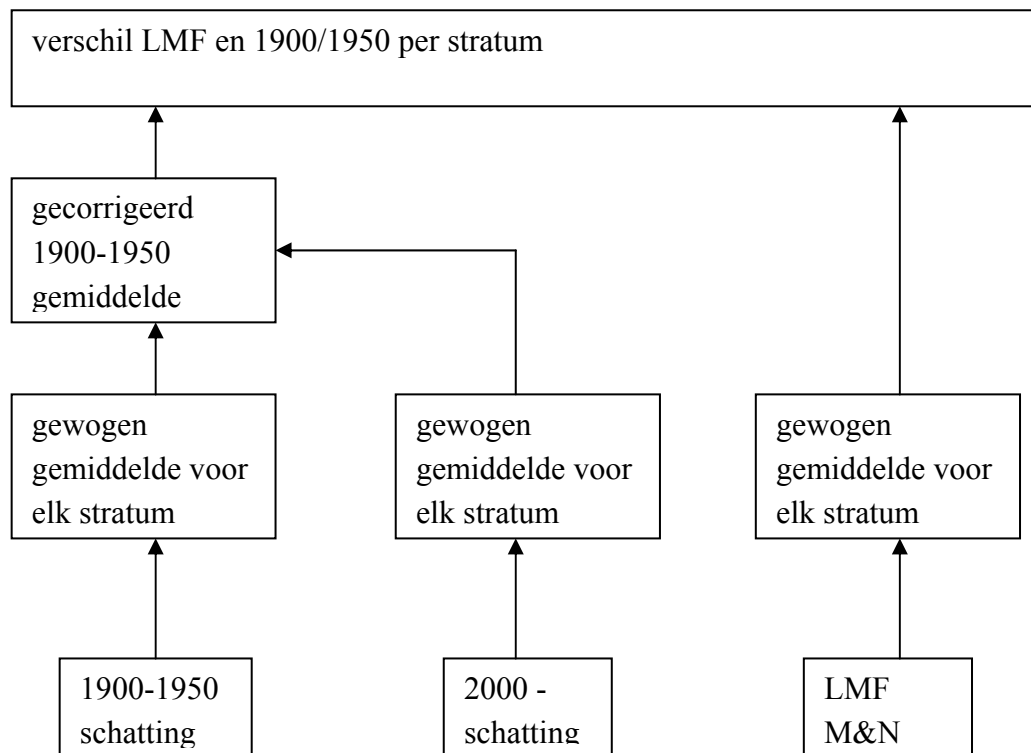 verschil LMF en 1900/1950 per stratum
gecorrigeerd
1900-1950
gemiddelde
gewogen
gemiddelde voor
elk stratum
gewogen
gemiddelde voor
elk stratum
gewogen
gemiddelde voor
elk stratum
1900-1950
schatting
2000 -
schatting
LMF
M&N